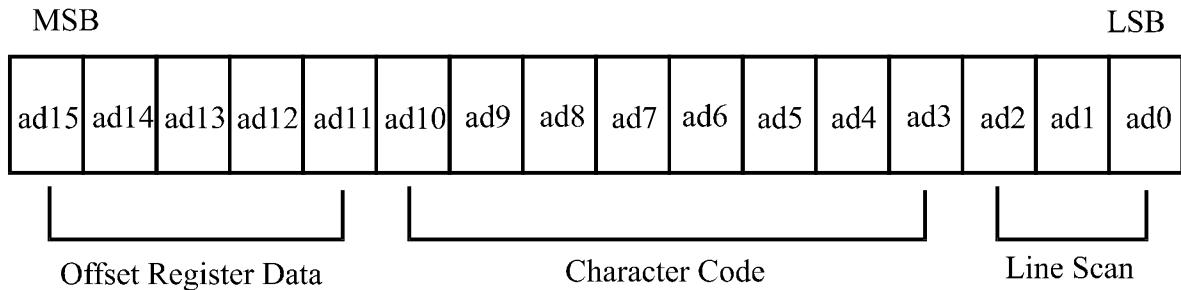 MSB LSB
ad15 ad14 ad13 ad12 ad11 ad10 ad9 ad8 ad7 ad6 ad5 ad4 ad3 ad2 ad1 ad0
Offset Register Data Character Code Line Scan